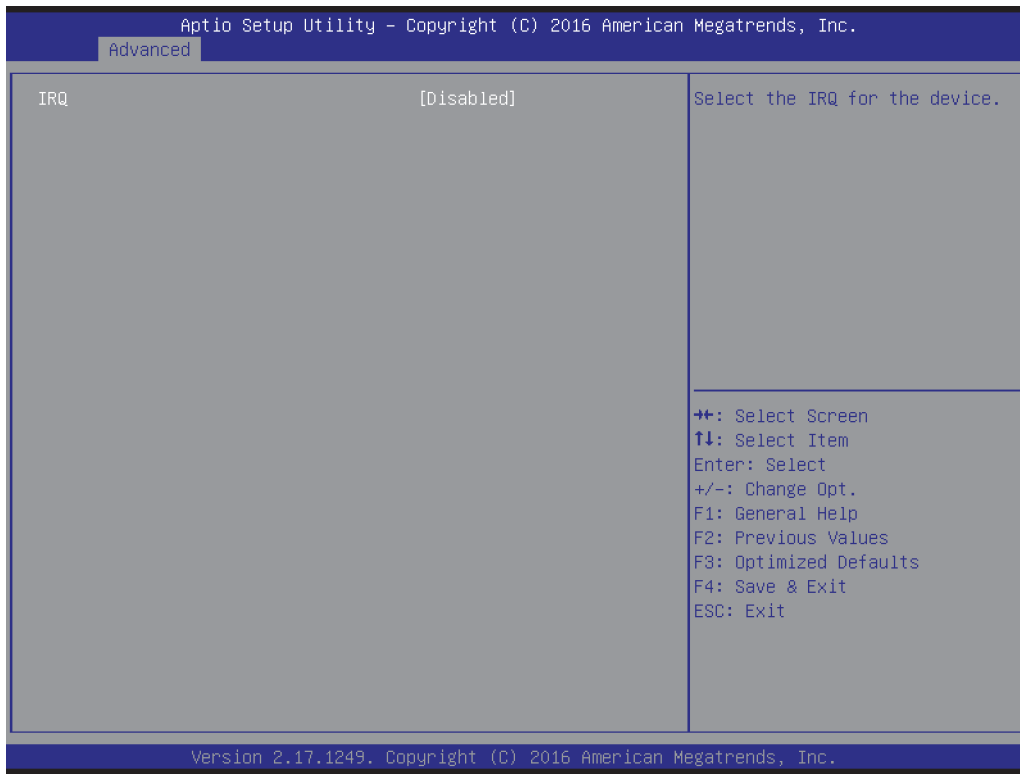 Aptio Setup Utility – Copyright (C) 2016 American Megatrends, Inc.
Advanced
IRQ [Disabled]
Select the IRQ for the device.
→←: Select Screen
↑↓: Select Item
Enter: Select
+/-: Change Opt.
F1: General Help
F2: Previous Values
F3: Optimized Defaults
F4: Save & Exit
ESC: Exit
Version 2.17.1249. Copyright (C) 2016 American Megatrends, Inc.